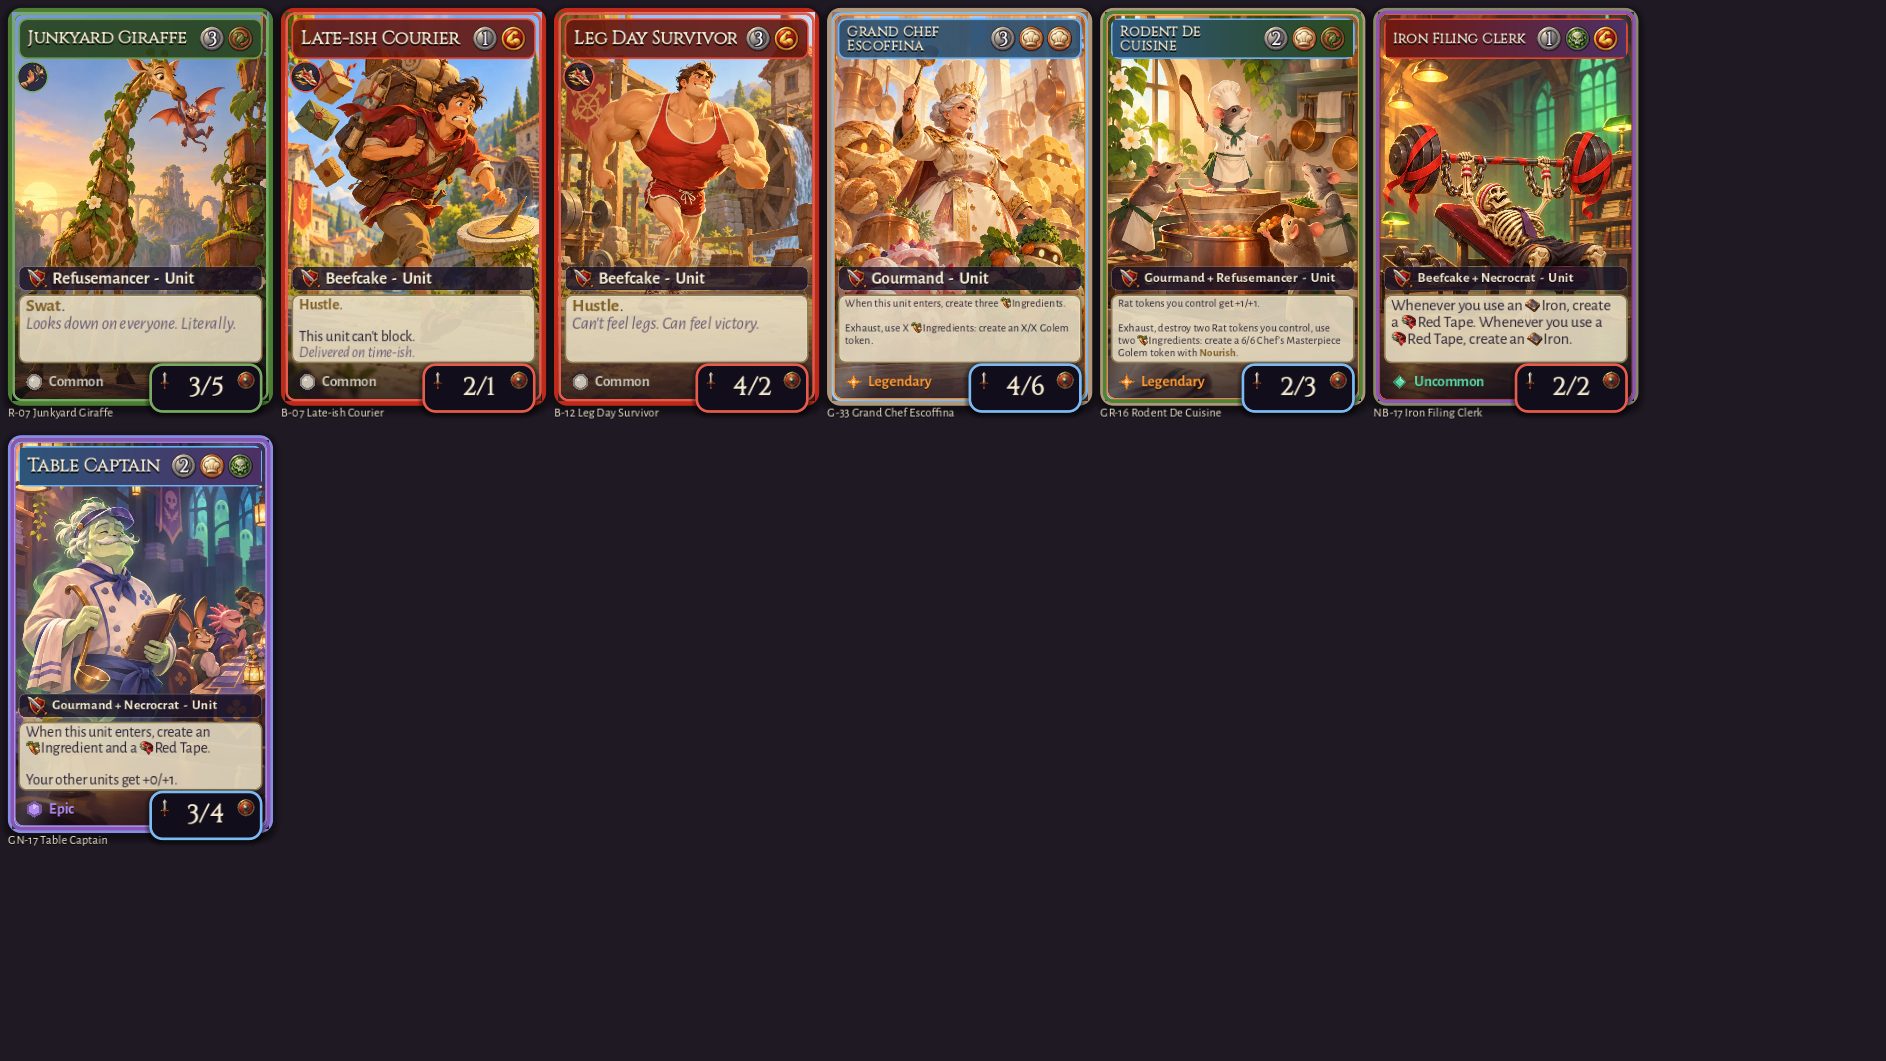 JUNKYARD GIRAFFE 3
Refusemancer - Unit
Swat.
Looks down on everyone. Literally.
Common
3/5
R-07 Junkyard Giraffe
LATE-ISH COURIER 1
Beefcake - Unit
Hustle.
This unit can't block.
Delivered on time-ish.
Common
2/1
B-07 Late-ish Courier
LEG DAY SURVIVOR 3
Beefcake - Unit
Hustle.
Can't feel legs. Can feel victory.
Common
4/2
B-12 Leg Day Survivor
GRAND CHEF
ESCOFFINA 3
Gourmand - Unit
When this unit enters, create three Ingredients.
Exhaust, use X Ingredients: create an X/X Golem
token.
Legendary
4/6
G-33 Grand Chef Escoffina
RODENT DE
CUISINE 2
Gourmand + Refusemancer - Unit
Rat tokens you control get +1/+1.
Exhaust, destroy two Rat tokens you control, use
two Ingredients: create a 6/6 Chef's Masterpiece
Golem token with Nourish.
Legendary
2/3
GR-16 Rodent De Cuisine
IRON FILING CLERK 1
Beefcake + Necrocrat - Unit
Whenever you use an Iron, create
a Red Tape. Whenever you use a
Red Tape, create an Iron.
Uncommon
2/2
NB-17 Iron Filing Clerk
TABLE CAPTAIN 2
Gourmand + Necrocrat - Unit
When this unit enters, create an
Ingredient and a Red Tape.
Your other units get +0/+1.
Epic
3/4
GN-17 Table Captain